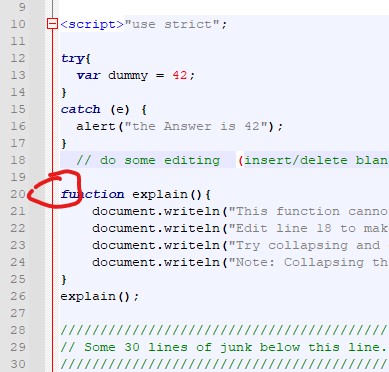 9
10 <script>"use strict";
11
12 try{
13 var dummy = 42;
14 }
15 catch (e) {
16 alert("the Answer is 42");
17 }
18 // do some editing (insert/delete blan
19
20 function explain(){
21 document.writeln("This function canno
22 document.writeln("Edit line 18 to mak
23 document.writeln("Try collapsing and
24 document.writeln("Note: Collapsing th
25 }
26 explain();
27
28 /////////////////////////////////////////
29 // Some 30 lines of junk below this line.
30 /////////////////////////////////////////